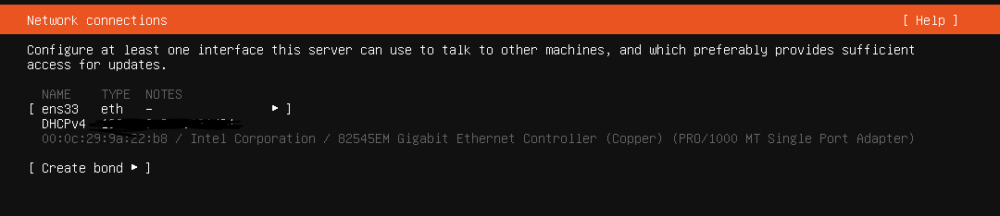 Network connections [ Help ]
Configure at least one interface this server can use to talk to other machines, and which preferably provides sufficient
access for updates.
NAME TYPE NOTES
[ ens33 eth - ▸ ]
DHCPv4
00:0c:29:9a:22:b8 / Intel Corporation / 82545EM Gigabit Ethernet Controller (Copper) (PRO/1000 MT Single Port Adapter)
[ Create bond ▸ ]